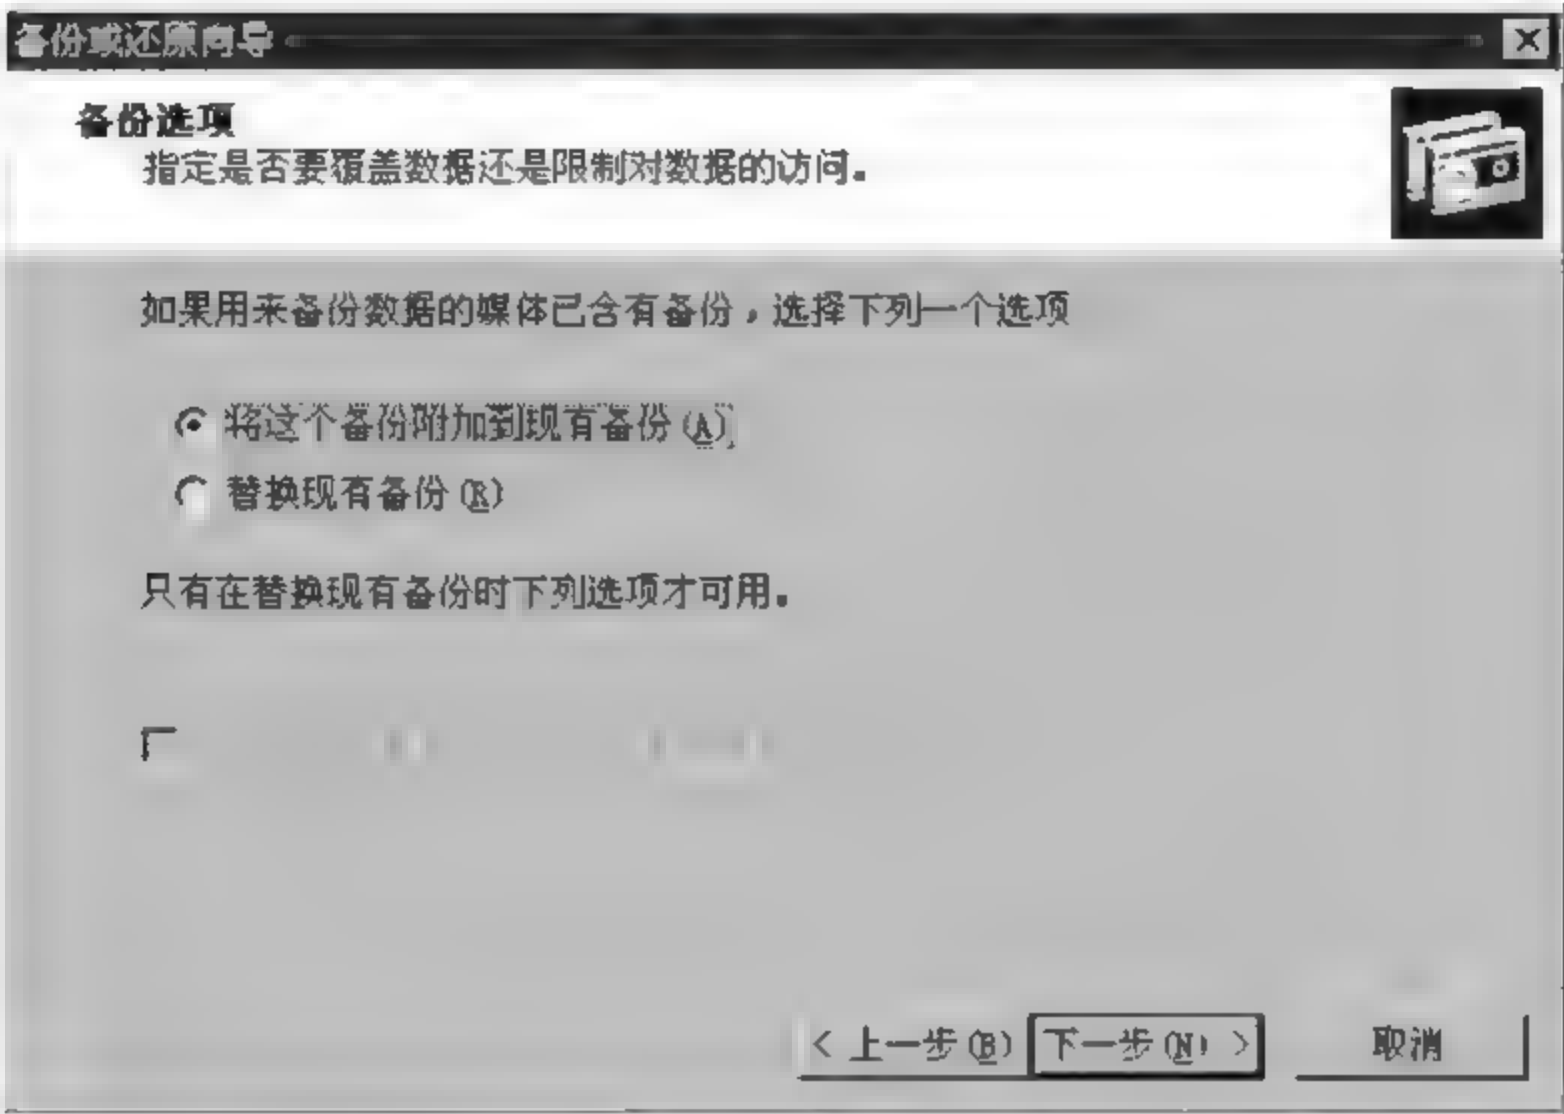 备份或还原向导
备份选项
指定是否要覆盖数据还是限制对数据的访问。
如果用来备份数据的媒体已含有备份，选择下列一个选项
将这个备份附加到现有备份(A)
替换现有备份(R)
只有在替换现有备份时下列选项才可用。
< 上一步(B) 下一步(N) > 取消